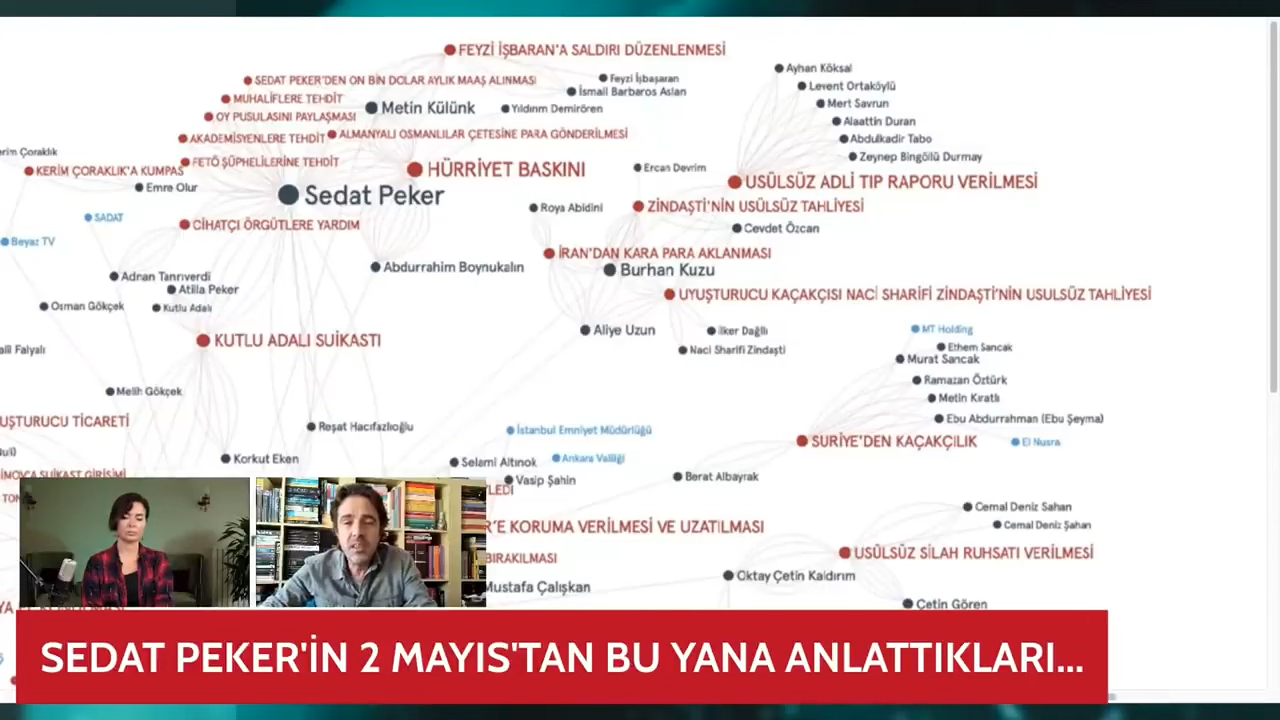 FEYZİ İŞBARAN'A SALDIRI DÜZENLENMESİ
SEDAT PEKER'DEN ON BİN DOLAR AYLIK MAAŞ ALINMASI
Feyzi İşbaşaran
İsmail Barbaros Aslan
MUHALİFLERE TEHDİT
Metin Külünk
Yıldırım Demirören
OY PUSULASINI PAYLAŞMASI
AKADEMİSYENLERE TEHDİT
ALMANYALI OSMANLILAR ÇETESİNE PARA GÖNDERİLMESİ
erim Çoraklık
FETÖ ŞÜPHELİLERİNE TEHDİT
KERİM ÇORAKLIK'A KUMPAS
HÜRRİYET BASKINI
Emre Olur
Sedat Peker
SADAT
CİHATÇI ÖRGÜTLERE YARDIM
Beyaz TV
Ayhan Köksal
Levent Ortaköylü
Mert Savrun
Alaattin Duran
Abdulkadir Tabo
Zeynep Bingölü Durmay
Ercan Devrim
USULSÜZ ADLİ TIP RAPORU VERİLMESİ
Roya Abidini
ZİNDAŞTİ'NİN USÜLSÜZ TAHLİYESİ
Cevdet Özcan
İRAN'DAN KARA PARA AKLANMASI
Abdurrahim Boynukalın
Burhan Kuzu
Adnan Tanrıverdi
Atilla Peker
Osman Gökçek
Kutlu Adalı
UYUŞTURUCU KAÇAKÇISI NACİ SHARİFİ ZİNDAŞTİ'NİN USULSÜZ TAHLİYESİ
KUTLU ADALI SUİKASTI
Aliye Uzun
İlker Dağlı
Naci Sharifi Zindaşti
MT Holding
Ethem Sancak
Murat Sancak
alil Falyalı
Ramazan Öztürk
Metin Kıratlı
Melih Gökçek
Ebu Abdurrahman (Ebu Şeyma)
UŞTURUCU TİCARETİ
Reşat Hacıfazlıoğlu
İstanbul Emniyet Müdürlüğü
SURİYE'DEN KAÇAKÇILIK
El Nusra
Korkut Eken
Selami Altınok
Ankara Valiliği
Vasip Şahin
Berat Albayrak
LEDİ
Cemal Deniz Sahan
Cemal Deniz Şahan
R'E KORUMA VERİLMESİ VE UZATILMASI
BIRAKILMASI
USÜLSÜZ SİLAH RUHSATI VERİLMESİ
Mustafa Çalışkan
Oktay Çetin Kaldırım
Çetin Gören
SEDAT PEKER'İN 2 MAYIS'TAN BU YANA ANLATTIKLARI...